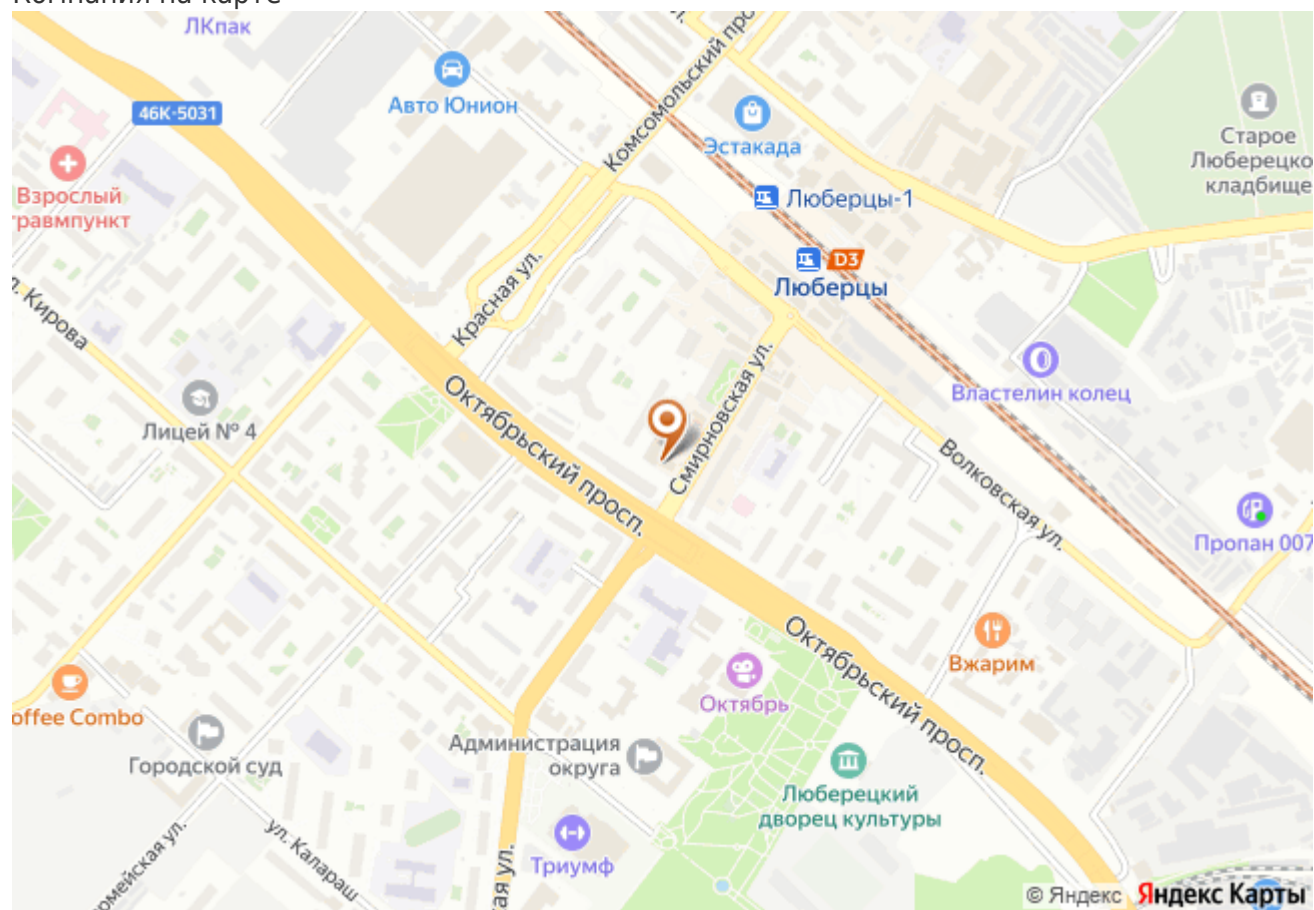 ЛКпак
Авто Юнион
46К-5031
Комсомольский про
Эстакада
Старое
Люберецко
кладбище
Взрослый
травмпункт
Люберцы-1
D3
Люберцы
Красная ул.
л. Кирова
Лицей № 4
Властелин колец
Октябрьский просп.
Смирновская ул.
Волковская ул.
Пропан 007
Вжарим
Октябрьский просп.
Октябрь
offee Combo
Городской суд
Администрация
округа
Люберецкий
дворец культуры
Триумф
ул. Калараш
омейская ул.
кая ул.
© Яндекс Яндекс Карты